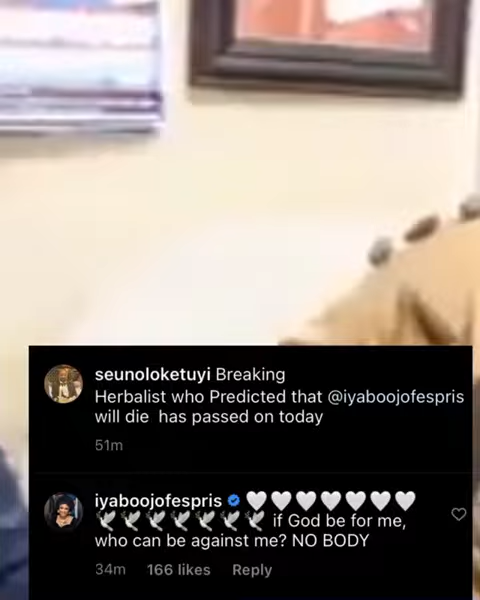 seunoloketuyi Breaking
Herbalist who Predicted that @iyaboojofespris
will die has passed on today
51m
iyaboojofespris 🤍🤍🤍🤍🤍🤍🤍
🕊🕊🕊🕊🕊🕊🕊 if God be for me,
who can be against me? NO BODY
34m 166 likes Reply